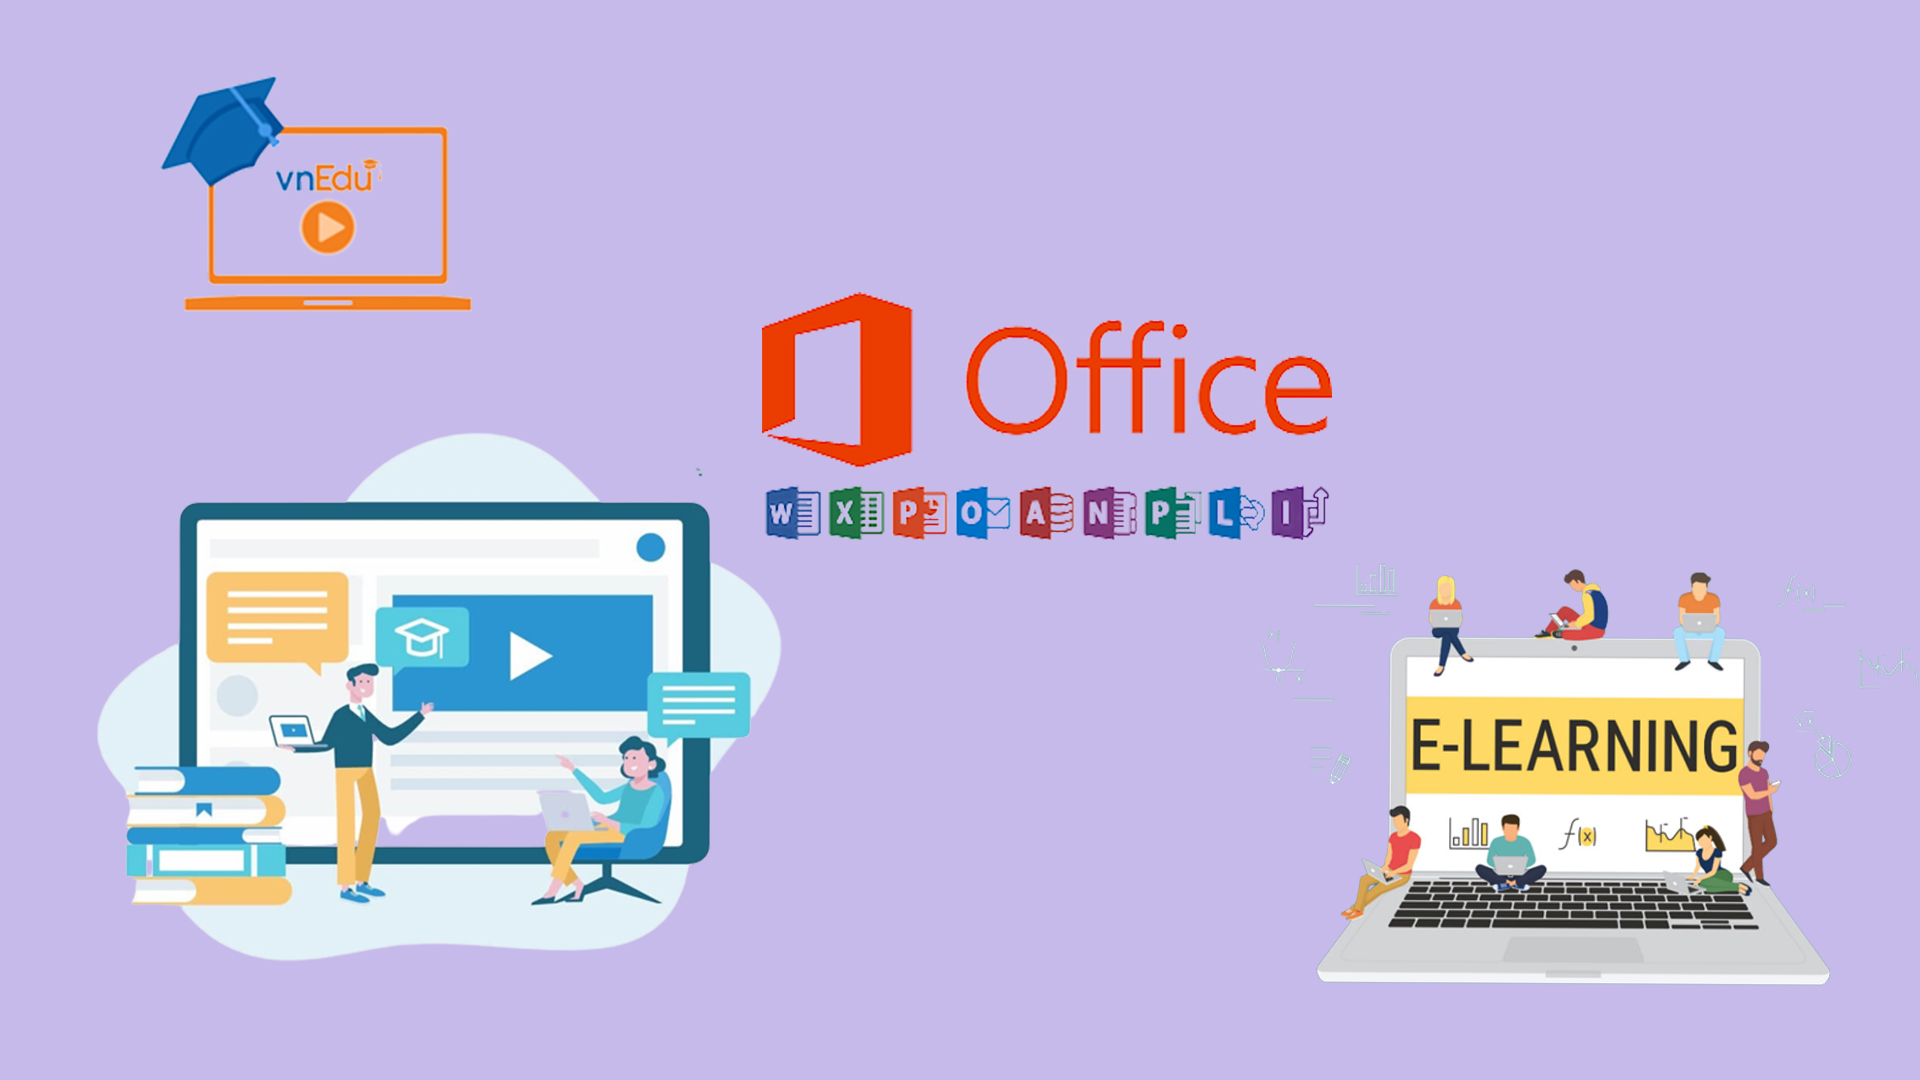 vnEdu
Office
W X P O A N P L I
E-LEARNING
f(x)